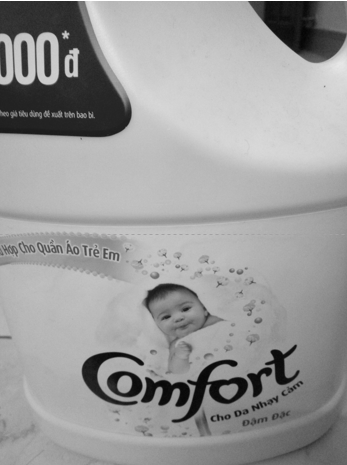 000đ*
theo giá tiêu dùng đề xuất trên bao bì.
Hợp Cho Quần Áo Trẻ Em
Comfort
Cho Da Nhạy Cảm
Đậm Đặc